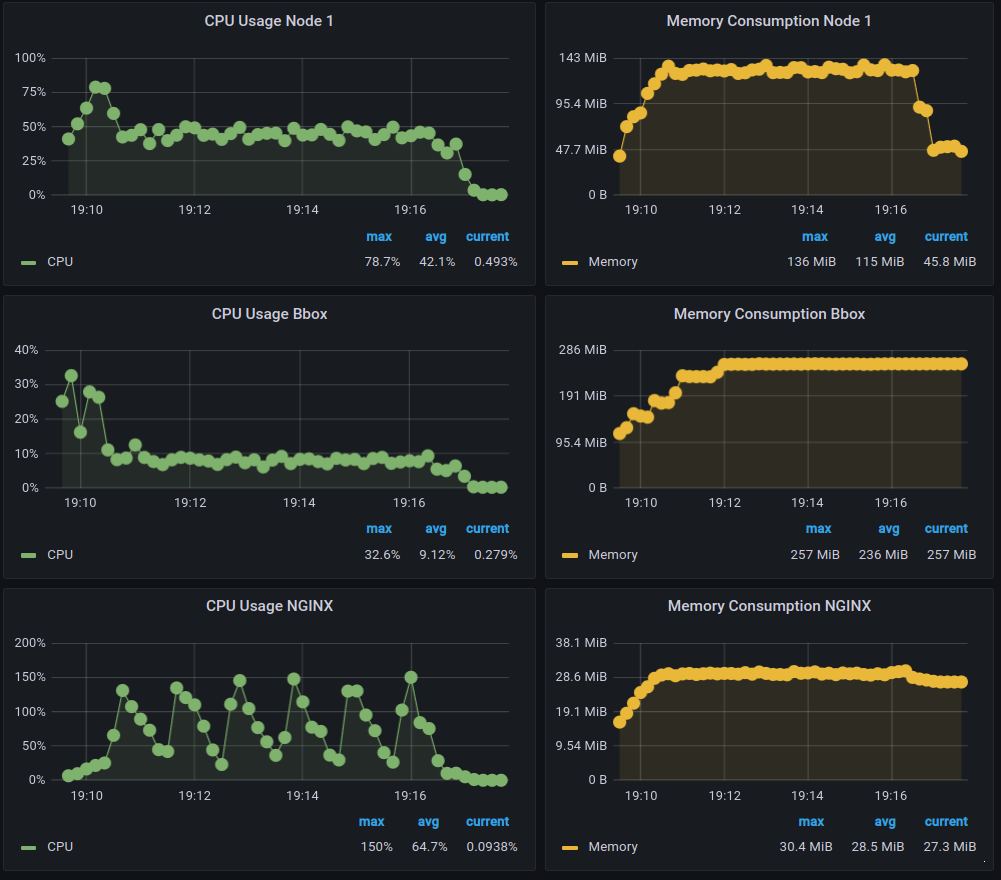 CPU Usage Node 1
100%
75%
50%
25%
0%
19:10 19:12 19:14 19:16
max avg current
CPU 78.7% 42.1% 0.493%
Memory Consumption Node 1
143 MiB
95.4 MiB
47.7 MiB
0 B
19:10 19:12 19:14 19:16
max avg current
Memory 136 MiB 115 MiB 45.8 MiB
CPU Usage Bbox
40%
30%
20%
10%
0%
19:10 19:12 19:14 19:16
max avg current
CPU 32.6% 9.12% 0.279%
Memory Consumption Bbox
286 MiB
191 MiB
95.4 MiB
0 B
19:10 19:12 19:14 19:16
max avg current
Memory 257 MiB 236 MiB 257 MiB
CPU Usage NGINX
200%
150%
100%
50%
0%
19:10 19:12 19:14 19:16
max avg current
CPU 150% 64.7% 0.0938%
Memory Consumption NGINX
38.1 MiB
28.6 MiB
19.1 MiB
9.54 MiB
0 B
19:10 19:12 19:14 19:16
max avg current
Memory 30.4 MiB 28.5 MiB 27.3 MiB